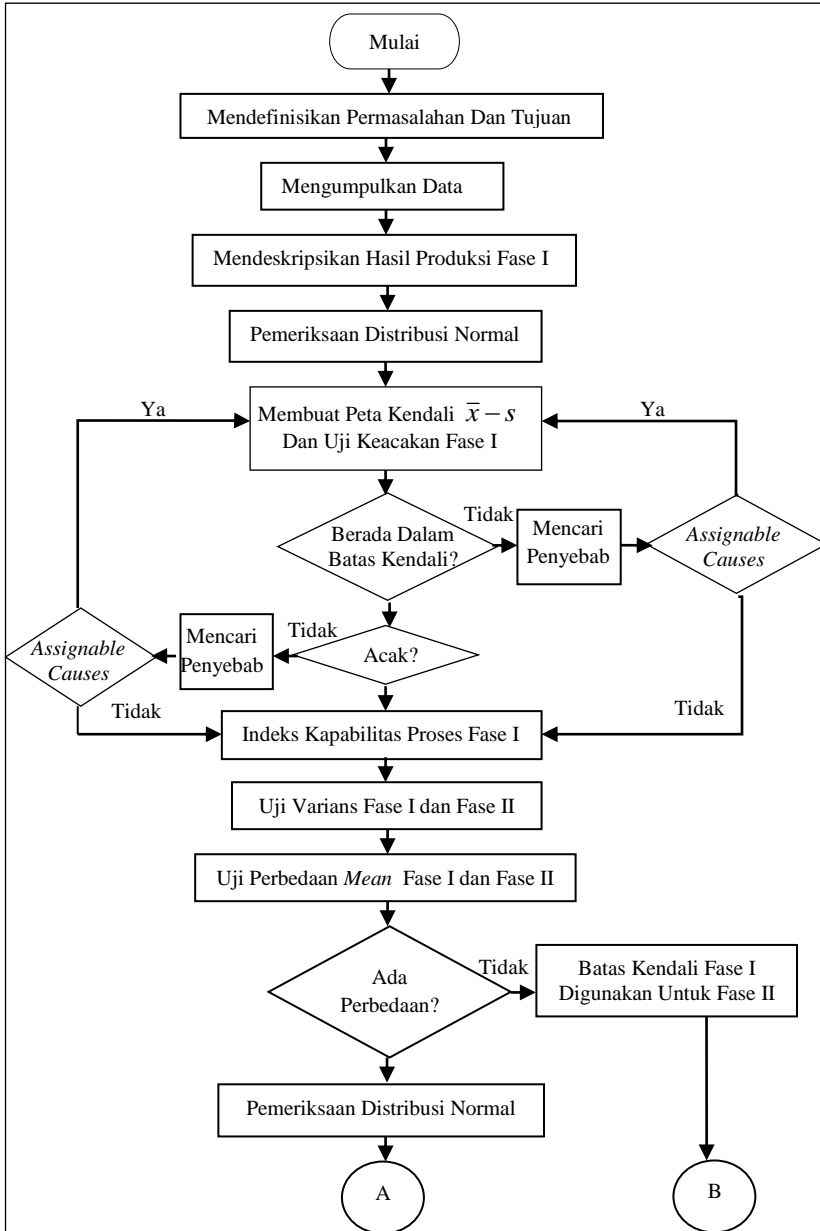 Mulai
Mendefinisikan Permasalahan Dan Tujuan
Mengumpulkan Data
Mendeskripsikan Hasil Produksi Fase I
Pemeriksaan Distribusi Normal
Ya
Membuat Peta Kendali x̅ – s
Dan Uji Keacakan Fase I
Ya
Berada Dalam
Batas Kendali?
Tidak
Mencari
Penyebab
Assignable
Causes
Acak?
Tidak
Mencari
Penyebab
Assignable
Causes
Tidak
Tidak
Indeks Kapabilitas Proses Fase I
Uji Varians Fase I dan Fase II
Uji Perbedaan Mean Fase I dan Fase II
Ada
Perbedaan?
Tidak
Batas Kendali Fase I
Digunakan Untuk Fase II
Pemeriksaan Distribusi Normal
A
B